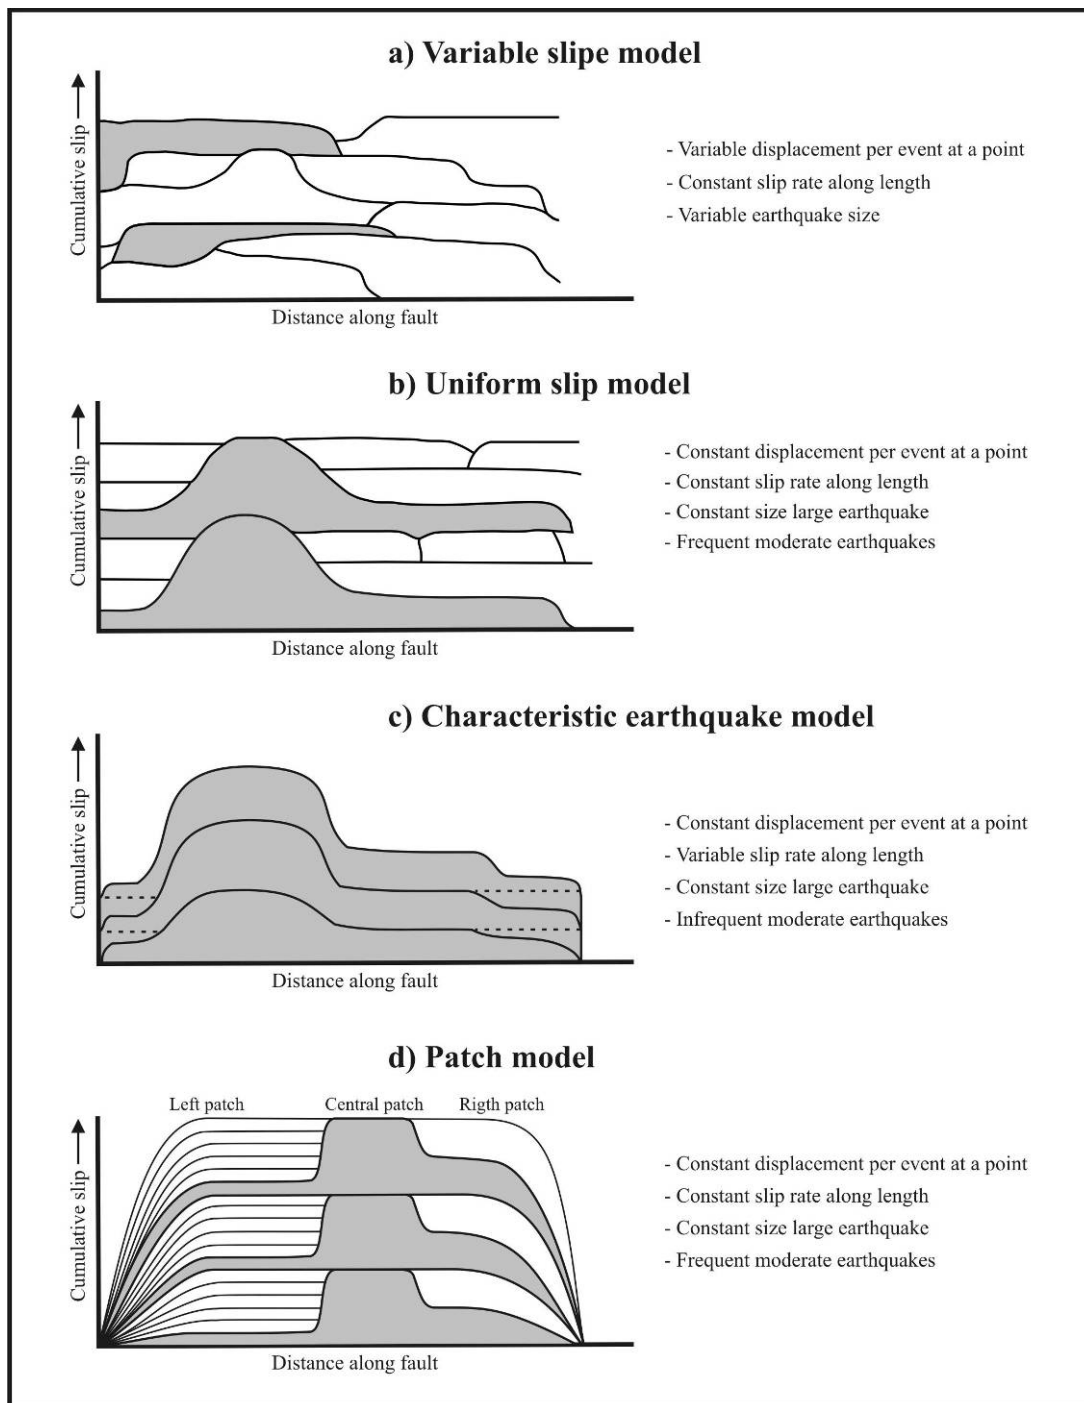 a) Variable slipe model
Cumulative slip
- Variable displacement per event at a point
- Constant slip rate along length
- Variable earthquake size
Distance along fault
b) Uniform slip model
Cumulative slip
- Constant displacement per event at a point
- Constant slip rate along length
- Constant size large earthquake
- Frequent moderate earthquakes
Distance along fault
c) Characteristic earthquake model
Cumulative slip
- Constant displacement per event at a point
- Variable slip rate along length
- Constant size large earthquake
- Infrequent moderate earthquakes
Distance along fault
d) Patch model
Left patch Central patch Rigth patch
Cumulative slip
- Constant displacement per event at a point
- Constant slip rate along length
- Constant size large earthquake
- Frequent moderate earthquakes
Distance along fault